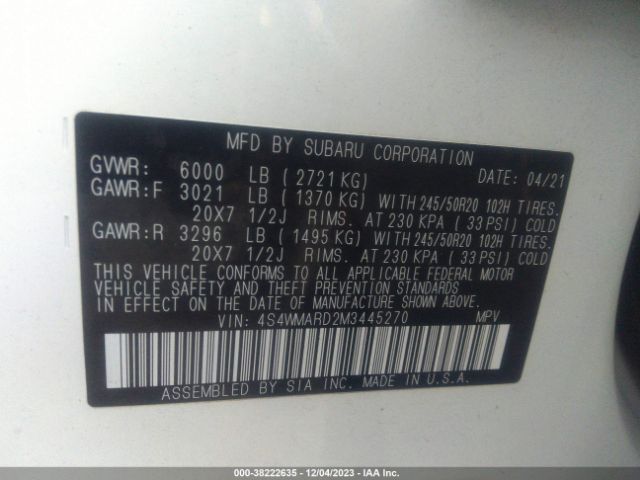 MFD BY SUBARU CORPORATION
GVWR: 6000 LB ( 2721 KG) DATE: 04/21
GAWR:F 3021 LB ( 1370 KG) WITH 245/50R20 102H TIRES.
20X7 1/2J RIMS. AT 230 KPA ( 33 PSI) COLD
GAWR:R 3296 LB ( 1495 KG) WITH 245/50R20 102H TIRES.
20X7 1/2J RIMS. AT 230 KPA ( 33 PSI) COLD
THIS VEHICLE CONFORMS TO ALL APPLICABLE FEDERAL MOTOR
VEHICLE SAFETY AND THEFT PREVENTION STANDARDS
IN EFFECT ON THE DATE OF MANUFACTURE SHOWN ABOVE.
VIN: 4S4WMARD2M3445270 MPV
ASSEMBLED BY SIA INC. MADE IN U.S.A.
000-38222635 - 12/04/2023 - IAA Inc.